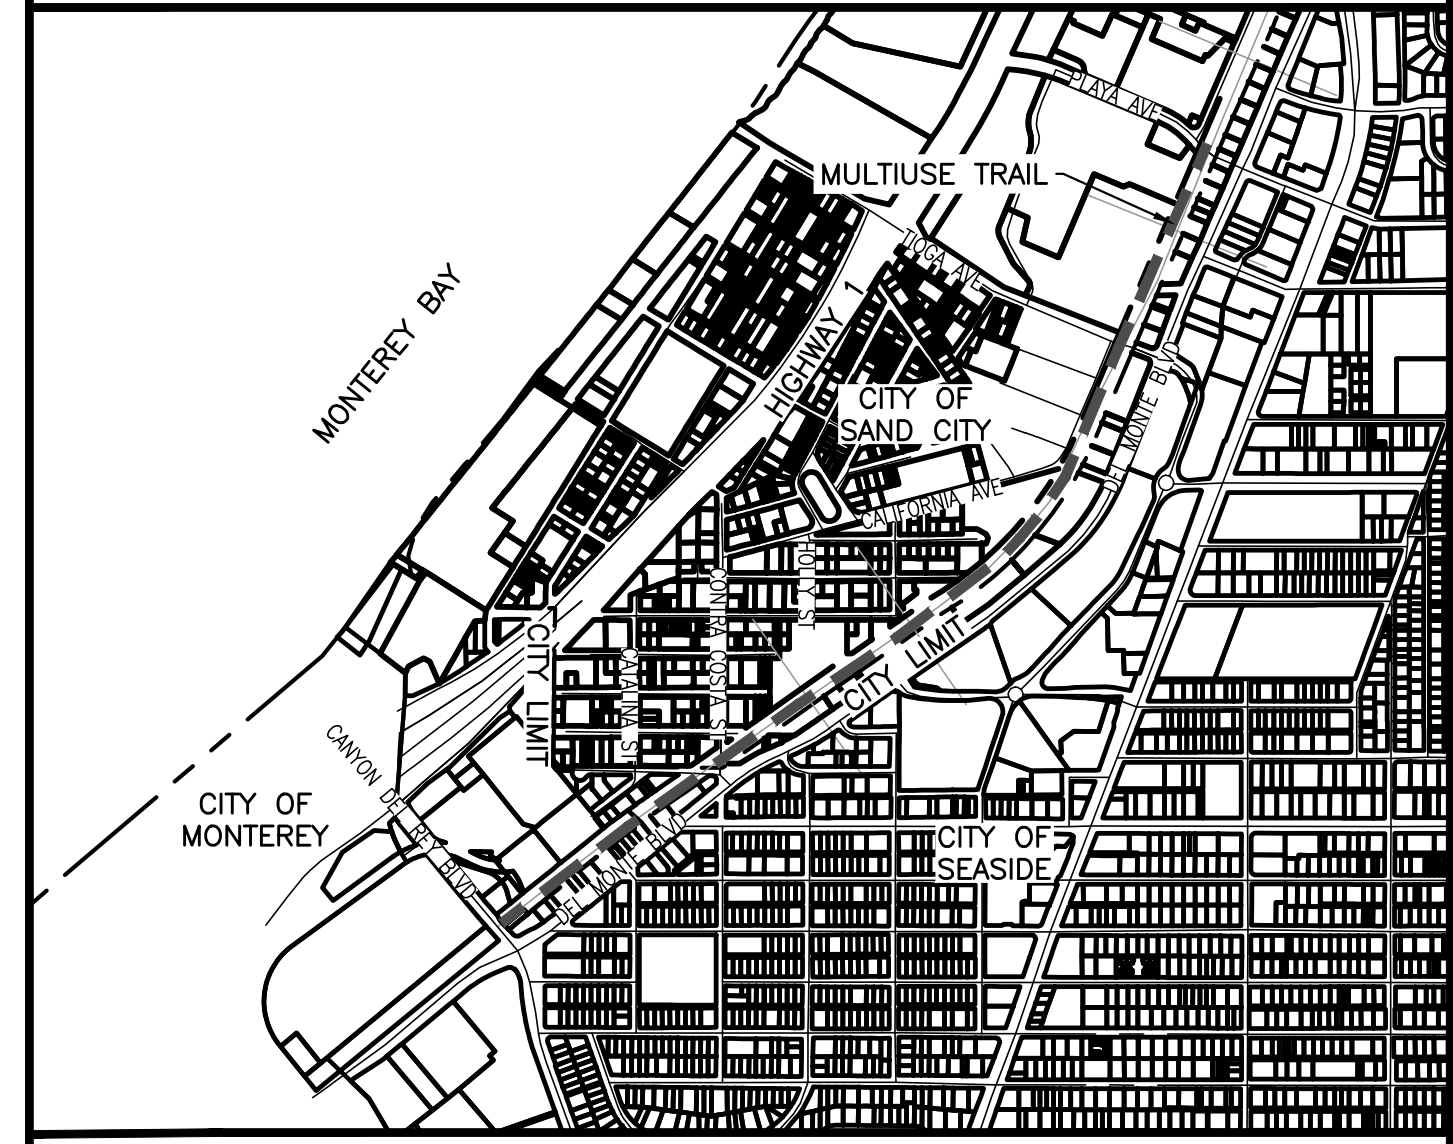 PLAYA AVE
MULTIUSE TRAIL
TIOGA AVE
MONTEREY BAY
HIGHWAY 1
DEL MONTE BLVD
CITY OF
SAND CITY
CALIFORNIA AVE
HOLLY ST
CONTRA COSTA ST
CATALINA ST
CITY LIMIT
CITY LIMIT
CANYON DEL REY BLVD
CITY OF
MONTEREY
DEL MONTE BLVD
CITY OF
SEASIDE